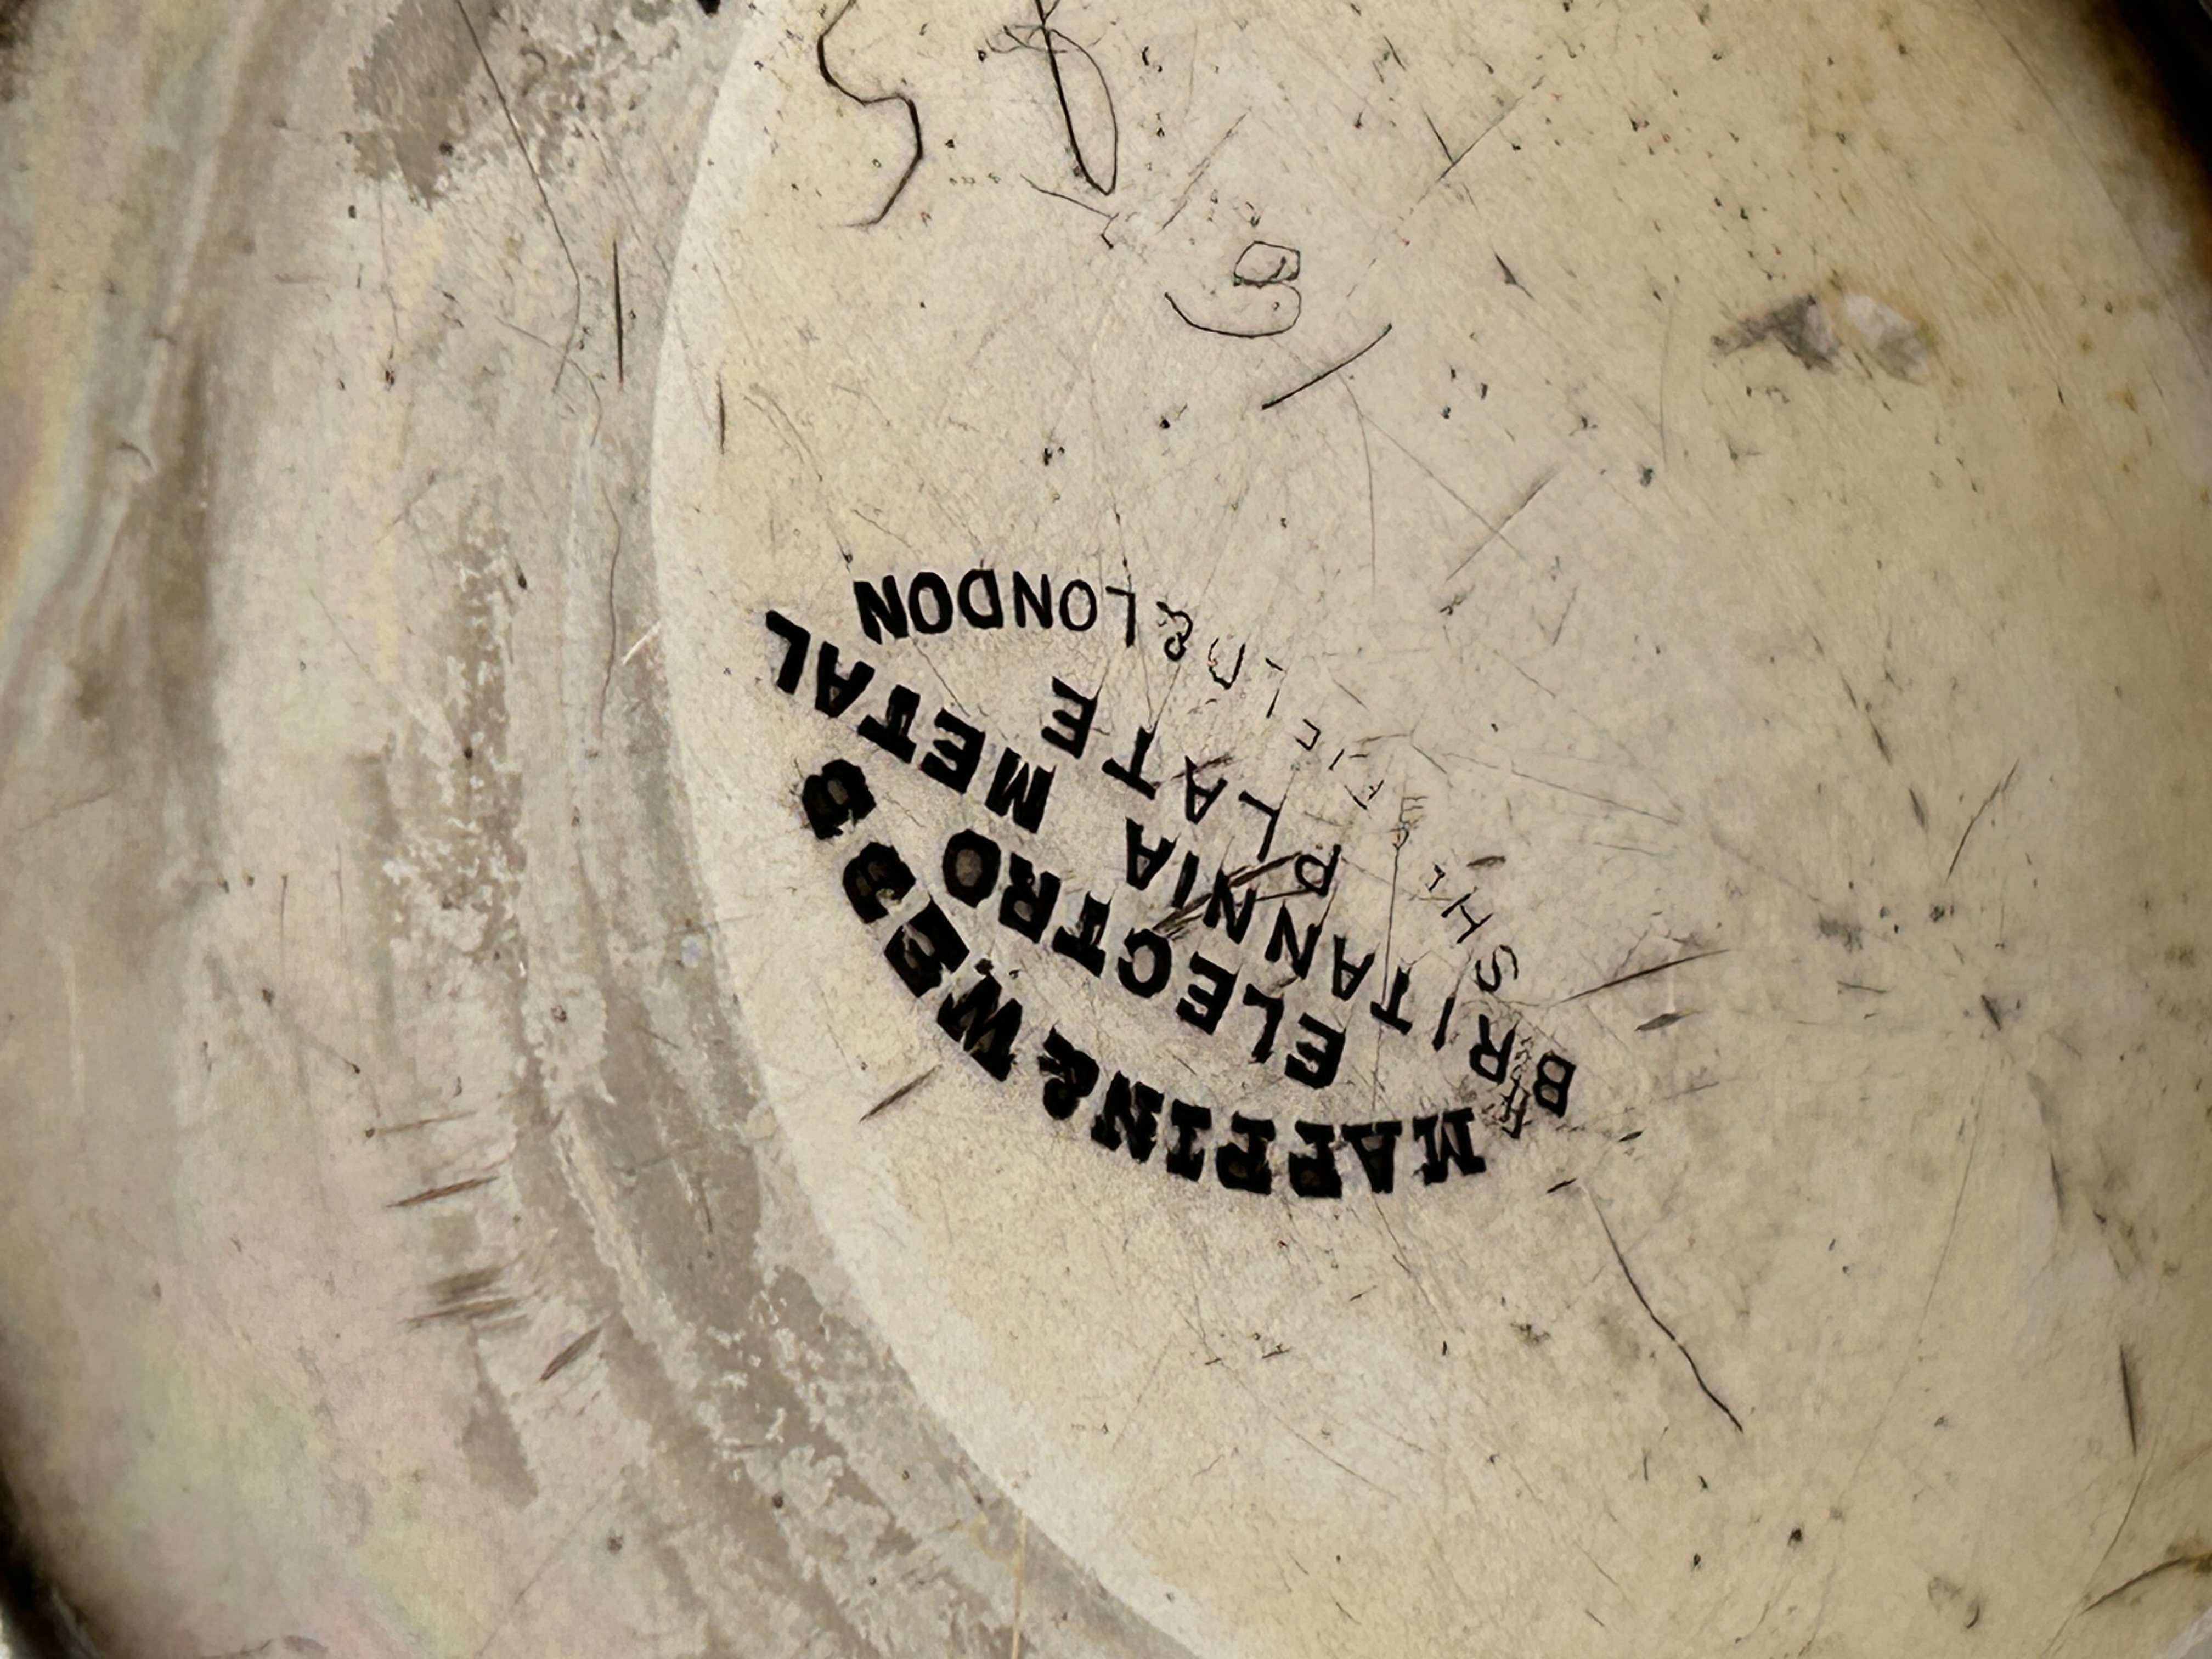 MAPPIN & WEBB
ELECTRO
BRITANNIA METAL
PLATE
SHEFFIELD & LONDON